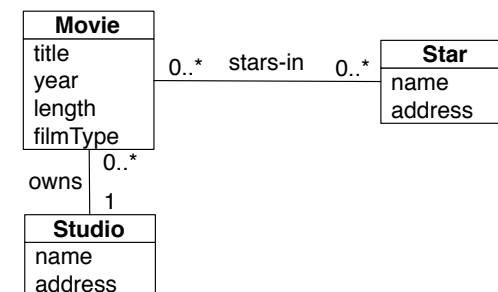 Movie
title
year
length
filmType
0..* stars-in 0..*
Star
name
address
0..*
owns
1
Studio
name
address